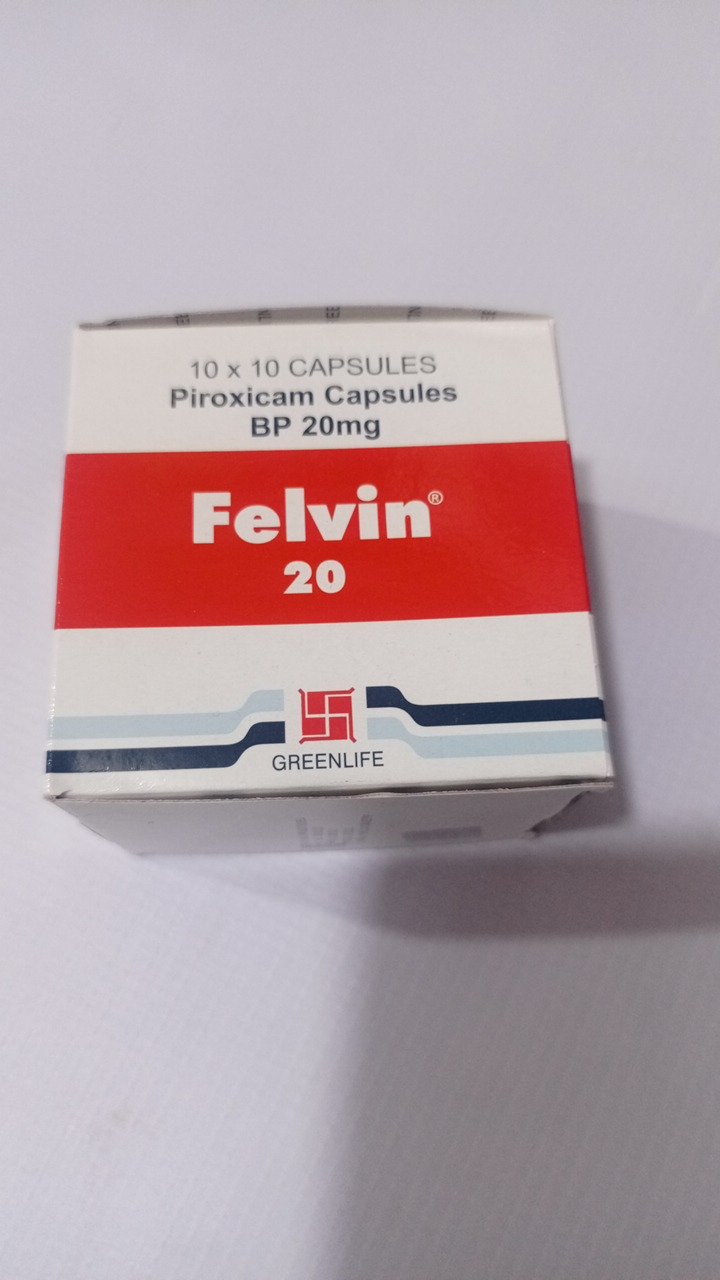 10 x 10 CAPSULES
Piroxicam Capsules
BP 20mg
Felvin®
20
GREENLIFE